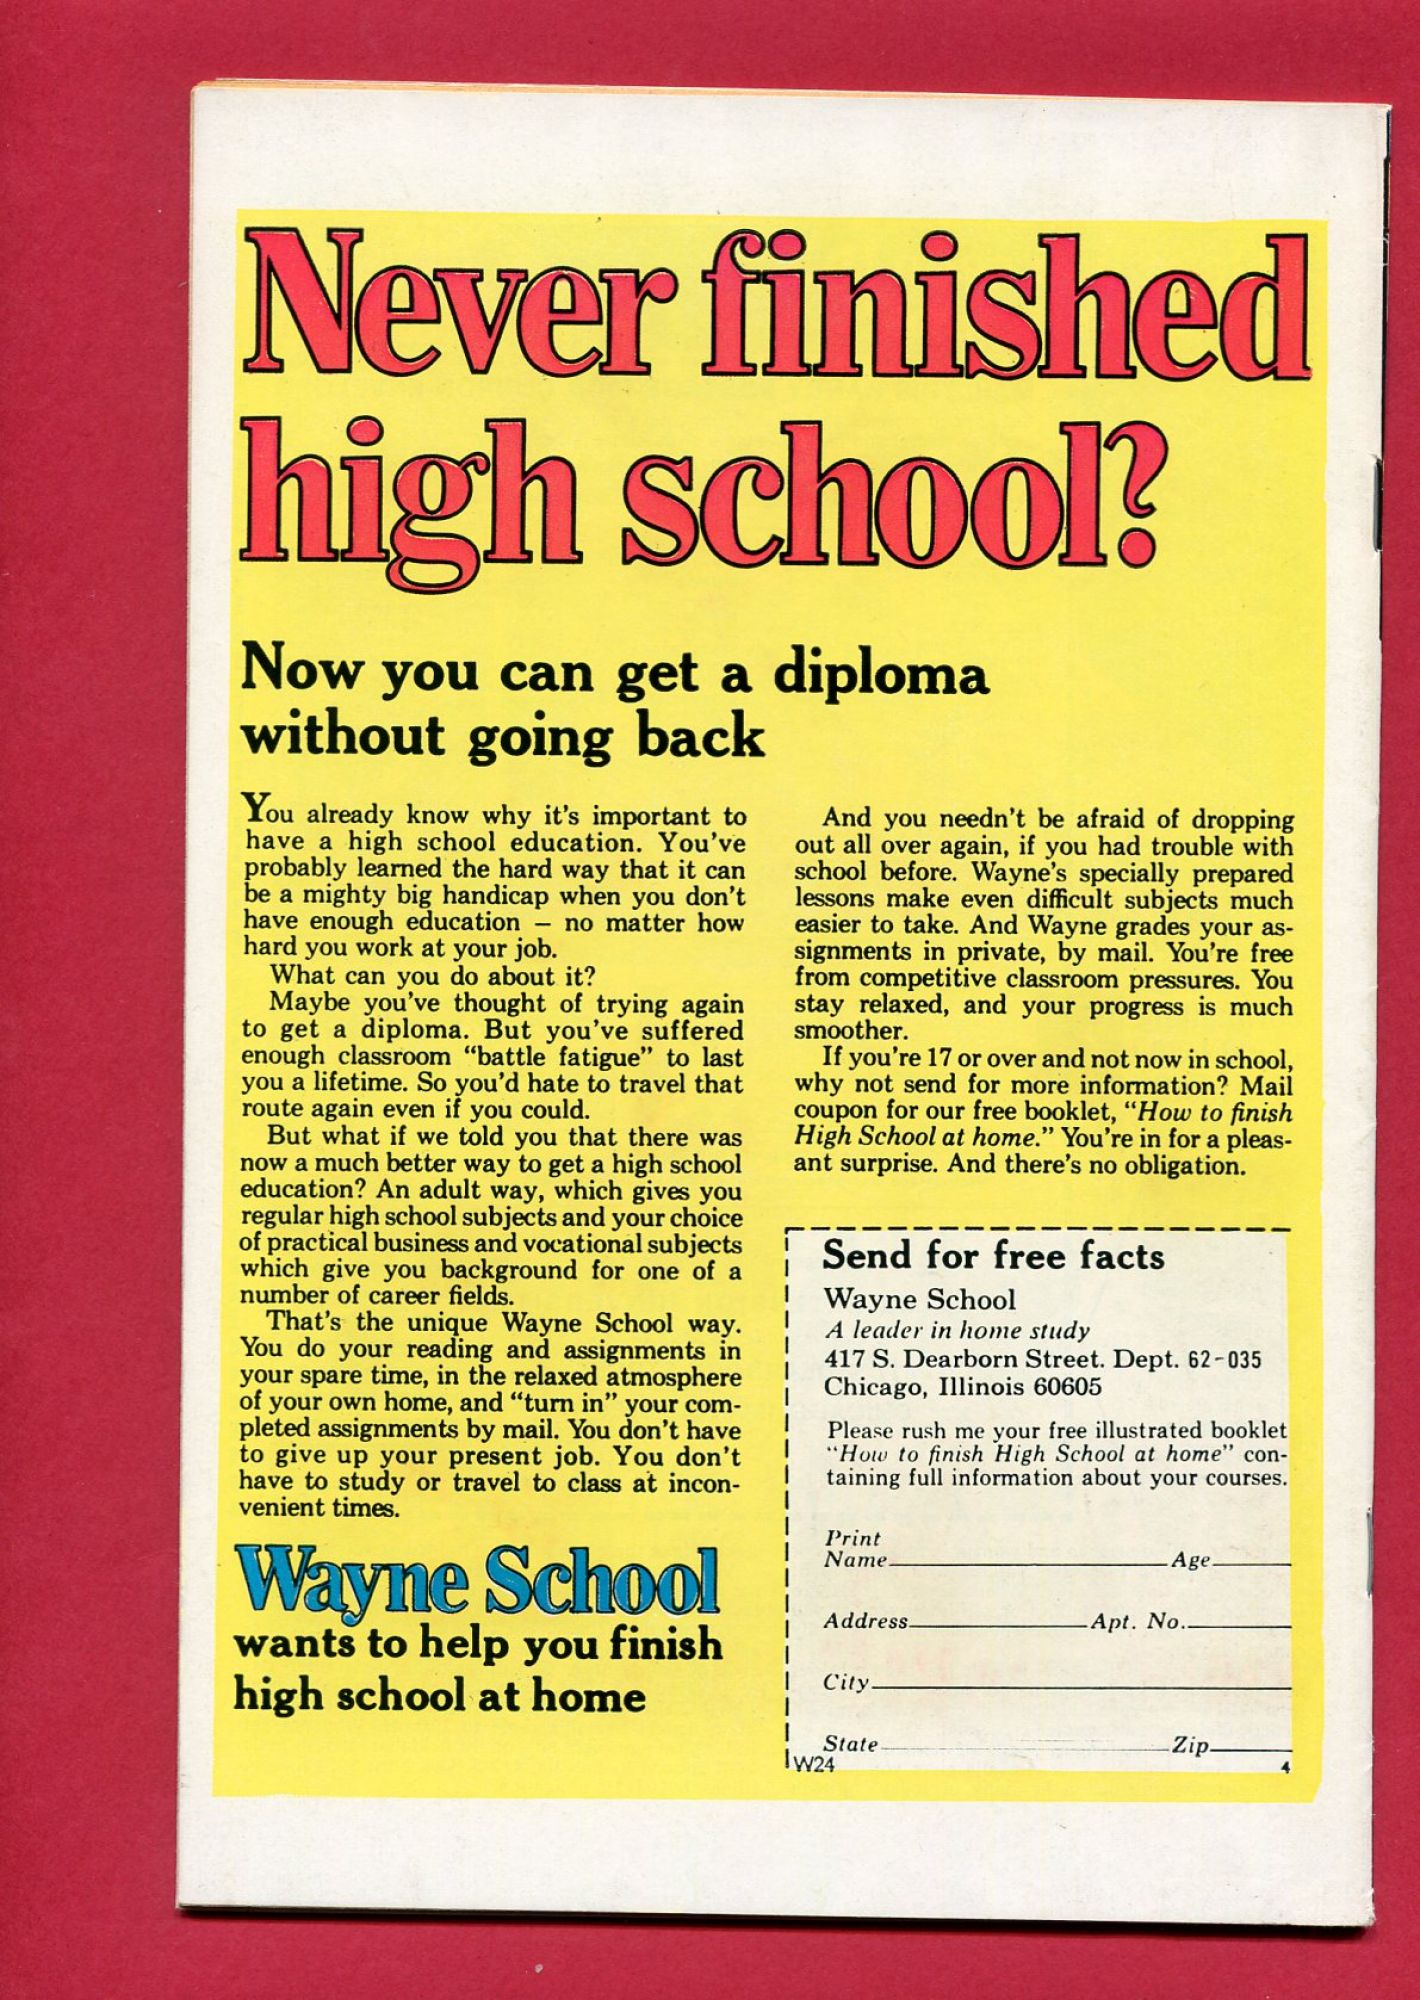 Never finished
high school?
Now you can get a diploma
without going back
You already know why it's important to
have a high school education. You've
probably learned the hard way that it can
be a mighty big handicap when you don't
have enough education – no matter how
hard you work at your job.
What can you do about it?
Maybe you've thought of trying again
to get a diploma. But you've suffered
enough classroom "battle fatigue" to last
you a lifetime. So you'd hate to travel that
route again even if you could.
But what if we told you that there was
now a much better way to get a high school
education? An adult way, which gives you
regular high school subjects and your choice
of practical business and vocational subjects
which give you background for one of a
number of career fields.
That's the unique Wayne School way.
You do your reading and assignments in
your spare time, in the relaxed atmosphere
of your own home, and "turn in" your com-
pleted assignments by mail. You don't have
to give up your present job. You don't
have to study or travel to class at incon-
venient times.
Wayne School
wants to help you finish
high school at home
And you needn't be afraid of dropping
out all over again, if you had trouble with
school before. Wayne's specially prepared
lessons make even difficult subjects much
easier to take. And Wayne grades your as-
signments in private, by mail. You're free
from competitive classroom pressures. You
stay relaxed, and your progress is much
smoother.
If you're 17 or over and not now in school,
why not send for more information? Mail
coupon for our free booklet, "How to finish
High School at home." You're in for a pleas-
ant surprise. And there's no obligation.
Send for free facts
Wayne School
A leader in home study
417 S. Dearborn Street. Dept. 62-035
Chicago, Illinois 60605
Please rush me your free illustrated booklet
"How to finish High School at home" con-
taining full information about your courses.
Print
Name Age
Address Apt. No.
City
State Zip
W24 4